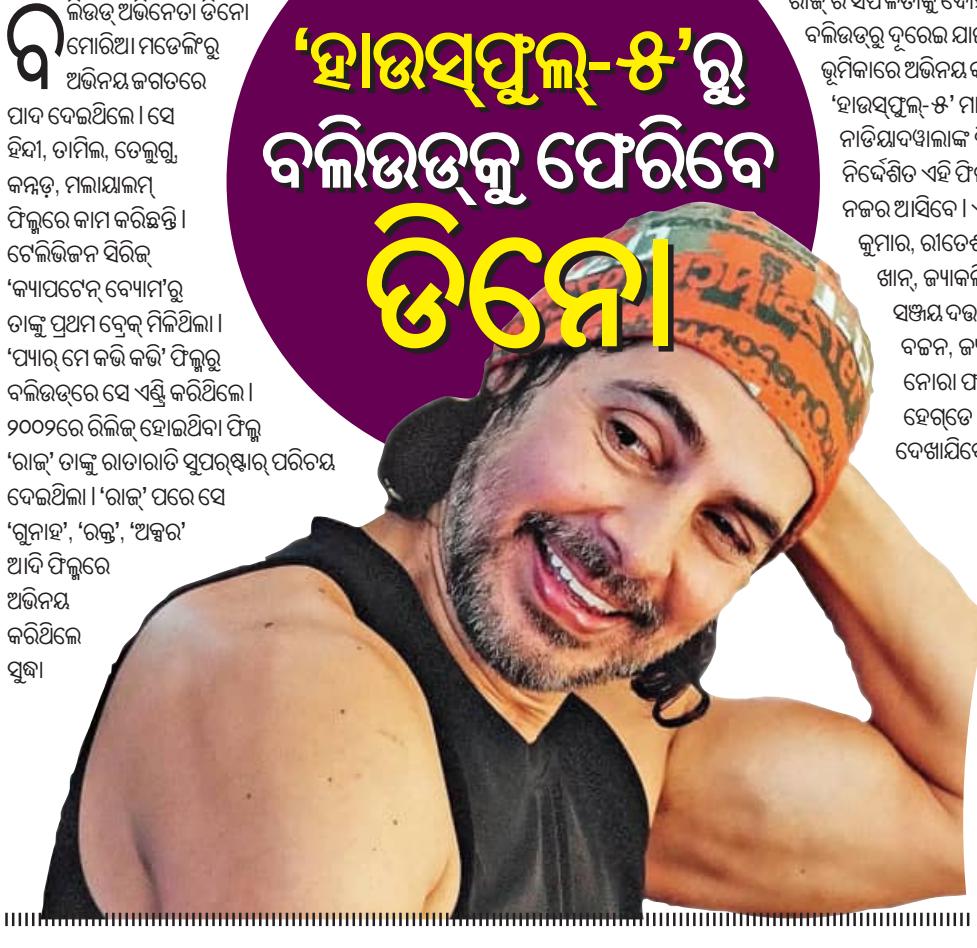 ‘ହାଉସ୍‌ଫୁଲ୍-୫’ରୁ
ବଲିଉଡ୍‌କୁ ଫେରିବେ
ଡିନୋ
ବଲିଉଡ୍ ଅଭିନେତା ଡିନୋ
ମୋରିଆ ମଡେଲିଂରୁ
ଅଭିନୟ ଜଗତରେ
ପାଦ ଦେଇଥିଲେ । ସେ
ହିନ୍ଦୀ, ତାମିଲ, ତେଲୁଗୁ,
କନ୍ନଡ଼, ମଲାୟାଲମ୍
ଫିଲ୍ମରେ କାମ କରିଛନ୍ତି ।
ଟେଲିଭିଜନ ସିରିଜ୍
‘କ୍ୟାପଟେନ୍ ବ୍ୟୋମ’ରୁ
ତାଙ୍କୁ ପ୍ରଥମ ବ୍ରେକ୍ ମିଳିଥିଲା ।
‘ପ୍ୟାର୍ ମେ କଭି କଭି’ ଫିଲ୍ମରୁ
ବଲିଉଡ୍‌ରେ ସେ ଏଣ୍ଟ୍ରି କରିଥିଲେ ।
୨୦୦୨ରେ ରିଲିଜ୍ ହୋଇଥିବା ଫିଲ୍ମ
‘ରାଜ୍’ ତାଙ୍କୁ ରାତାରାତି ସୁପରଷ୍ଟାର୍ ପରିଚୟ
ଦେଇଥିଲା । ‘ରାଜ୍’ ପରେ ସେ
‘ଗୁନାହ’, ‘ରକ୍ତ’, ‘ଅକ୍ସର’
ଆଦି ଫିଲ୍ମରେ
ଅଭିନୟ
କରିଥିଲେ
ସୁଦ୍ଧା
ବଲିଉଡ୍‌ରୁ ଦୂରେଇ
ଭୂମିକାରେ ଅଭିନୟ
‘ହାଉସ୍‌ଫୁଲ୍-୫’
ନାଡିୟାଦୱାଲାଙ୍କ
ନିର୍ଦ୍ଦେଶିତ ଏହି
ନଜର ଆସିବେ ।
କୁମାର,
ଖାନ୍,
ସଞ୍ଜୟ
ବଚ୍ଚନ,
ନୋରା
ହେଗ୍‌ଡେ